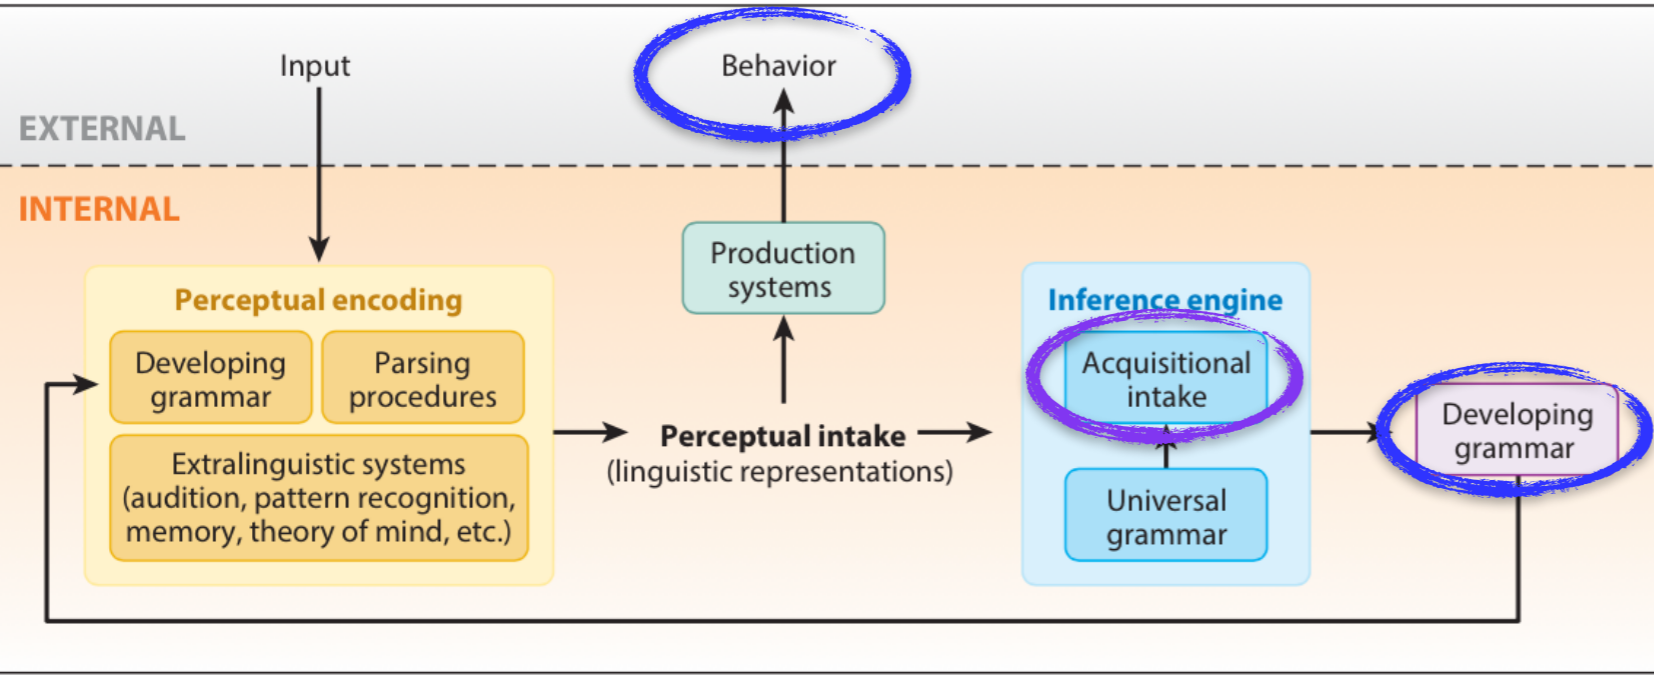 Input
Behavior
EXTERNAL
INTERNAL
Perceptual encoding
Developing
grammar
Parsing
procedures
Extralinguistic systems
(audition, pattern recognition,
memory, theory of mind, etc.)
Production
systems
Perceptual intake
(linguistic representations)
Inference engine
Acquisitional
intake
Universal
grammar
Developing
grammar